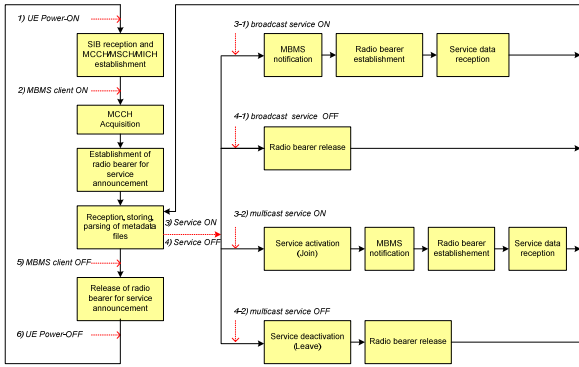 1) UE Power-ON
SIB reception and
MCCH/MSCH/MICH
establishment
2) MBMS client ON
MCCH
Acquisition
Establishment of
radio bearer for
service
announcement
Reception, storing,
parsing of metadata
files
3) Service ON
4) Service OFF
5) MBMS client OFF
Release of radio
bearer for service
announcement
6) UE Power-OFF
3-1) broadcast service ON
MBMS
notification
Radio bearer
establishment
Service data
reception
4-1) broadcast service OFF
Radio bearer release
3-2) multicast service ON
Service activation
(Join)
MBMS
notification
Radio bearer
establishement
Service data
reception
4-2) multicast service OFF
Service deactivation
(Leave)
Radio bearer release